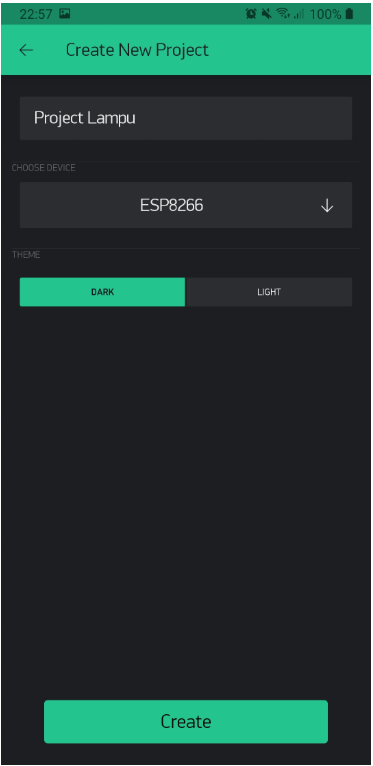 22:57 100%
Create New Project
Project Lampu
CHOOSE DEVICE
ESP8266
THEME
DARK LIGHT
Create